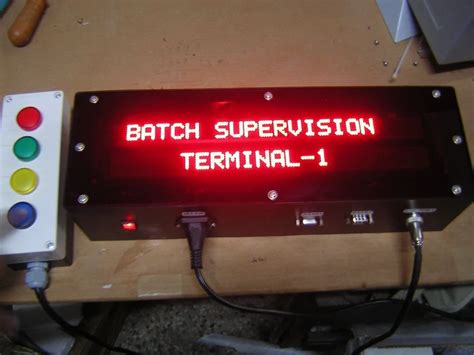 BATCH SUPERVISION
TERMINAL-1